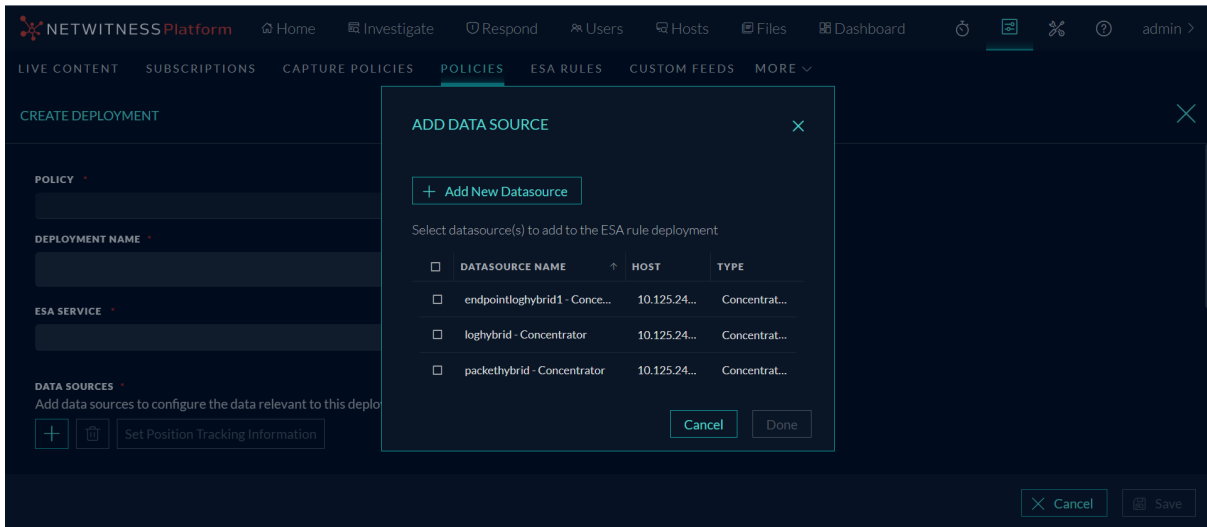 NETWITNESS Platform Home Investigate Respond Users Hosts Files Dashboard admin >
LIVE CONTENT SUBSCRIPTIONS CAPTURE POLICIES POLICIES ESA RULES CUSTOM FEEDS MORE
CREATE DEPLOYMENT
ADD DATA SOURCE
POLICY *
+ Add New Datasource
Select datasource(s) to add to the ESA rule deployment
DEPLOYMENT NAME *
DATASOURCE NAME ↑ HOST TYPE
endpointloghybrid1 - Conce... 10.125.24... Concentrat...
ESA SERVICE *
loghybrid - Concentrator 10.125.24... Concentrat...
packethybrid - Concentrator 10.125.24... Concentrat...
DATA SOURCES *
Add data sources to configure the data relevant to this deplo
Set Position Tracking Information
Cancel Done
Cancel Save